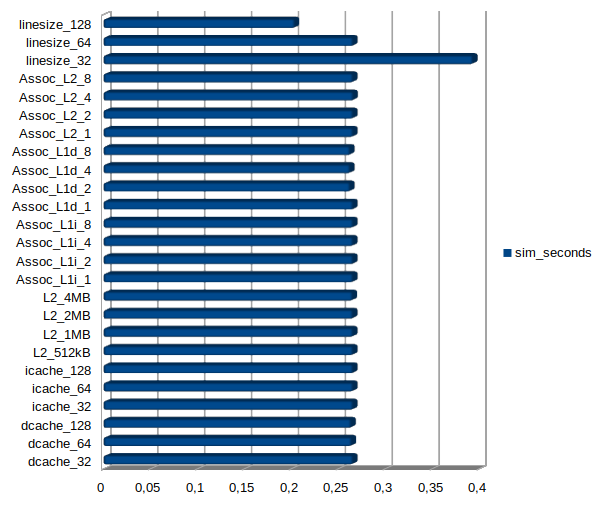 linesize_128
linesize_64
linesize_32
Assoc_L2_8
Assoc_L2_4
Assoc_L2_2
Assoc_L2_1
Assoc_L1d_8
Assoc_L1d_4
Assoc_L1d_2
Assoc_L1d_1
Assoc_L1i_8
Assoc_L1i_4
Assoc_L1i_2
Assoc_L1i_1
L2_4MB
L2_2MB
L2_1MB
L2_512kB
icache_128
icache_64
icache_32
dcache_128
dcache_64
dcache_32
0 0,05 0,1 0,15 0,2 0,25 0,3 0,35 0,4
sim_seconds